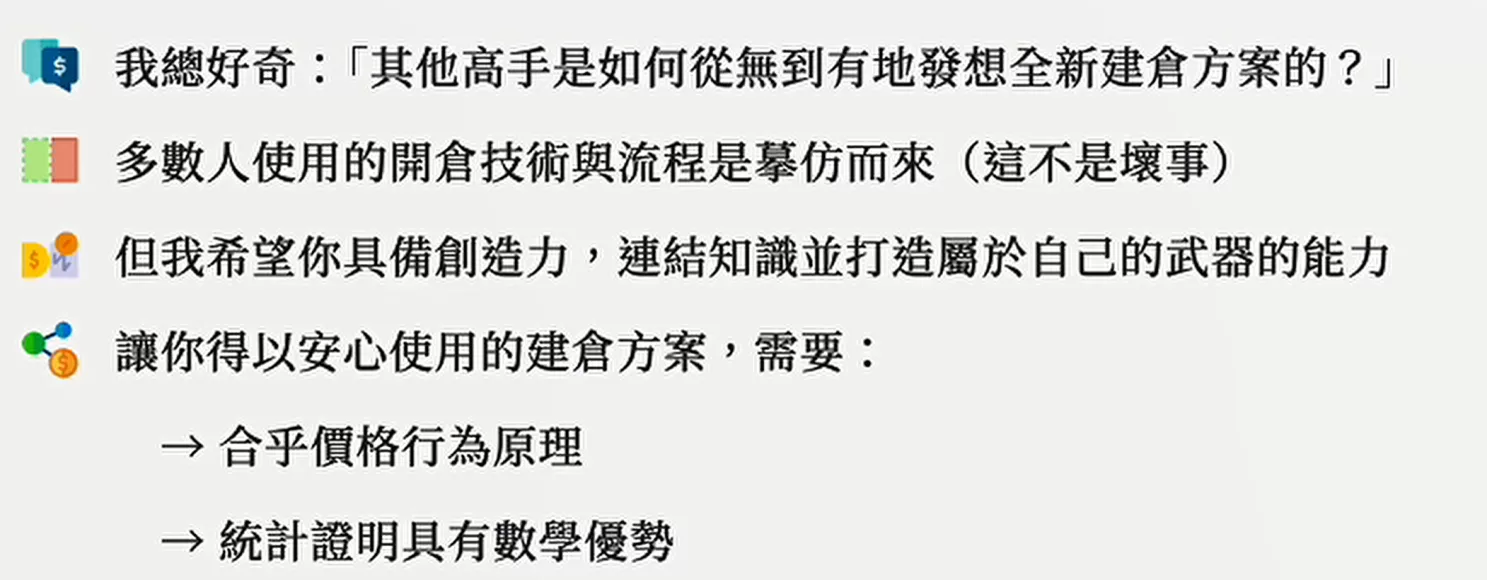 我總好奇：「其他高手是如何從無到有地發想全新建倉方案的？」
多數人使用的開倉技術與流程是摹仿而來（這不是壞事）
但我希望你具備創造力，連結知識並打造屬於自己的武器的能力
讓你得以安心使用的建倉方案，需要：
→ 合乎價格行為原理
→ 統計證明具有數學優勢